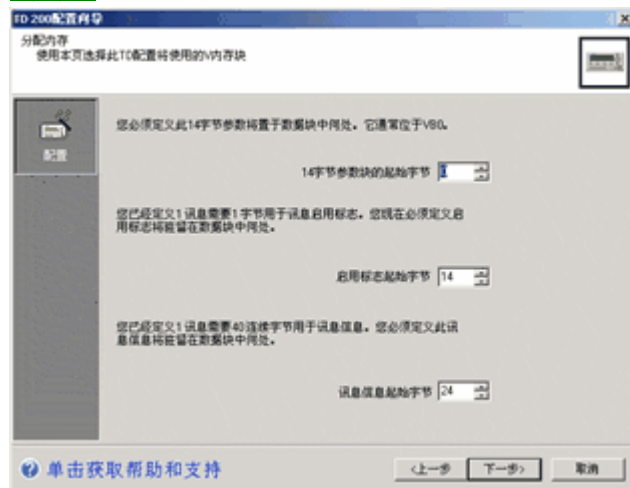 TD 200配置向导
分配内存
使用本页选择此TD配置将使用的V内存块
配置
您必须定义此14字节参数将置于数据块中何处。它通常位于VB0。
14字节参数块的起始字节 0
您已经定义1讯息需要1字节用于讯息启用标志。您现在必须定义启
用标志将驻留在数据块中何处。
启用标志起始字节 14
您已经定义1讯息需要40连续字节用于讯息信息。您必须定义此讯
息信息将驻留在数据块中何处。
讯息信息起始字节 24
单击获取帮助和支持
<上一步 下一步> 取消